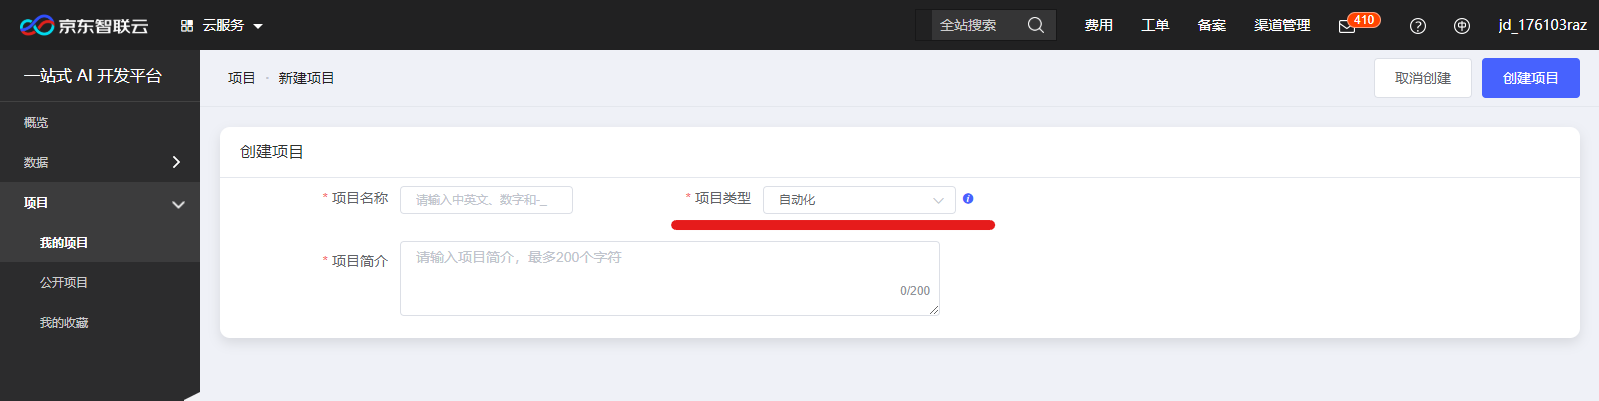 京东智联云 云服务 全站搜索 费用 工单 备案 渠道管理 410 jd_176103raz
一站式 AI 开发平台
项目 · 新建项目 取消创建 创建项目
概览
数据
项目
我的项目
公开项目
我的收藏
创建项目
* 项目名称 请输入中英文、数字和-_ * 项目类型 自动化
* 项目简介 请输入项目简介，最多200个字符
0/200